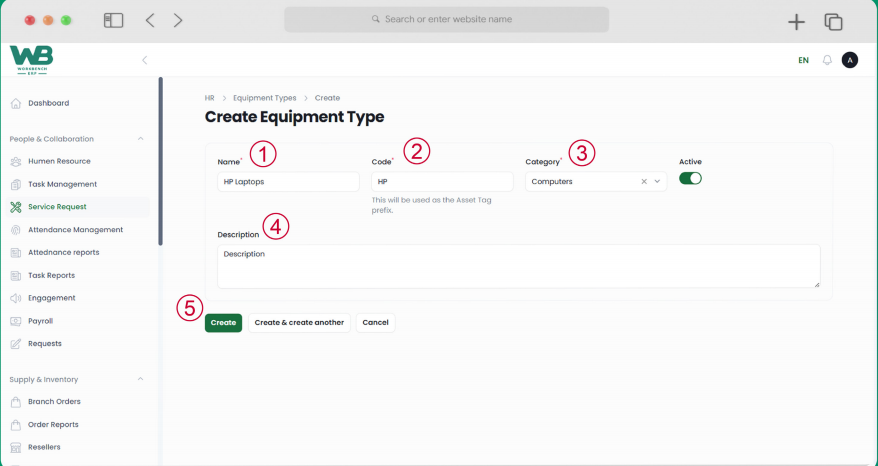 Search or enter website name
WB
WORKBENCH
ERP
EN
A
Dashboard
People & Collaboration
Humen Resource
Task Management
Service Request
Attendance Management
Attednance reports
Task Reports
Engagement
Payroll
Requests
Supply & Inventory
Branch Orders
Order Reports
Resellers
HR > Equipment Types > Create
Create Equipment Type
Name* 1
HP Laptops
Code* 2
HP
This will be used as the Asset Tag
prefix.
Category* 3
Computers
Active
Description 4
Description
5
Create
Create & create another
Cancel